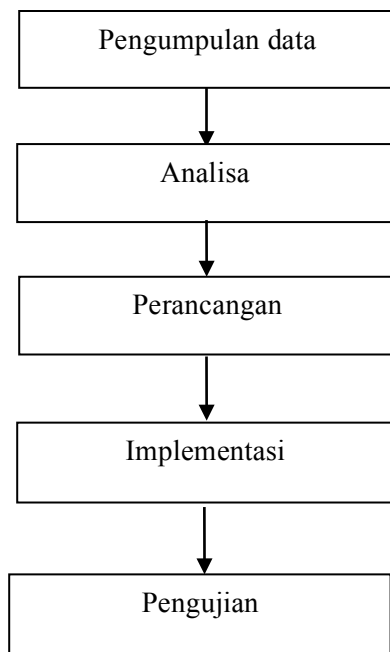 Pengumpulan data
Analisa
Perancangan
Implementasi
Pengujian